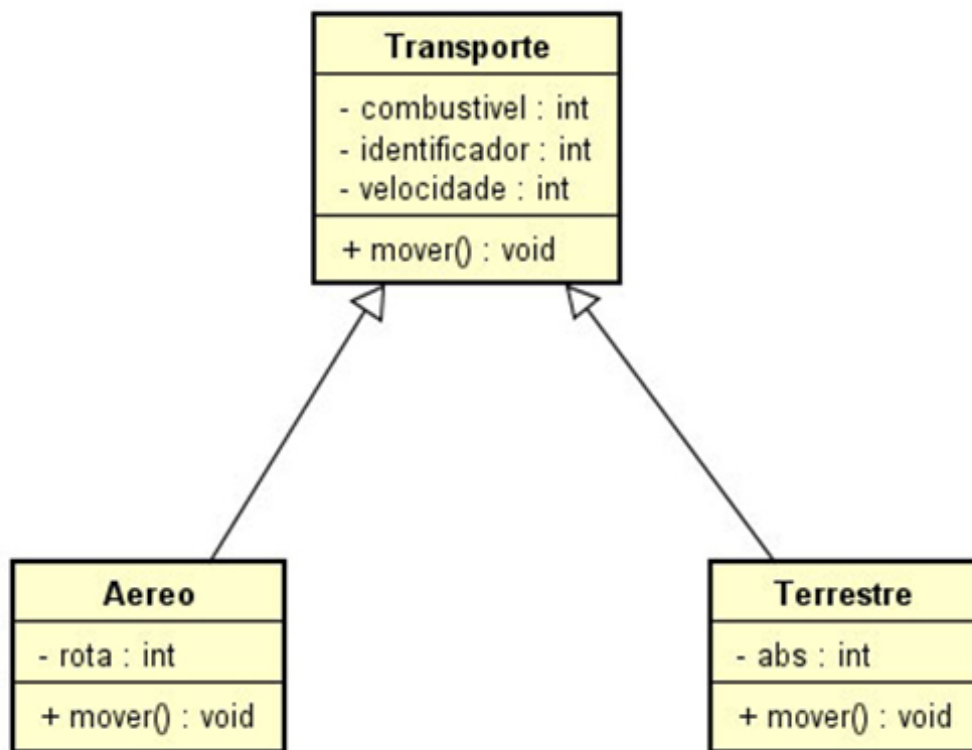 Transporte
- combustivel : int
- identificador : int
- velocidade : int
+ mover() : void
Aereo
- rota : int
+ mover() : void
Terrestre
- abs : int
+ mover() : void